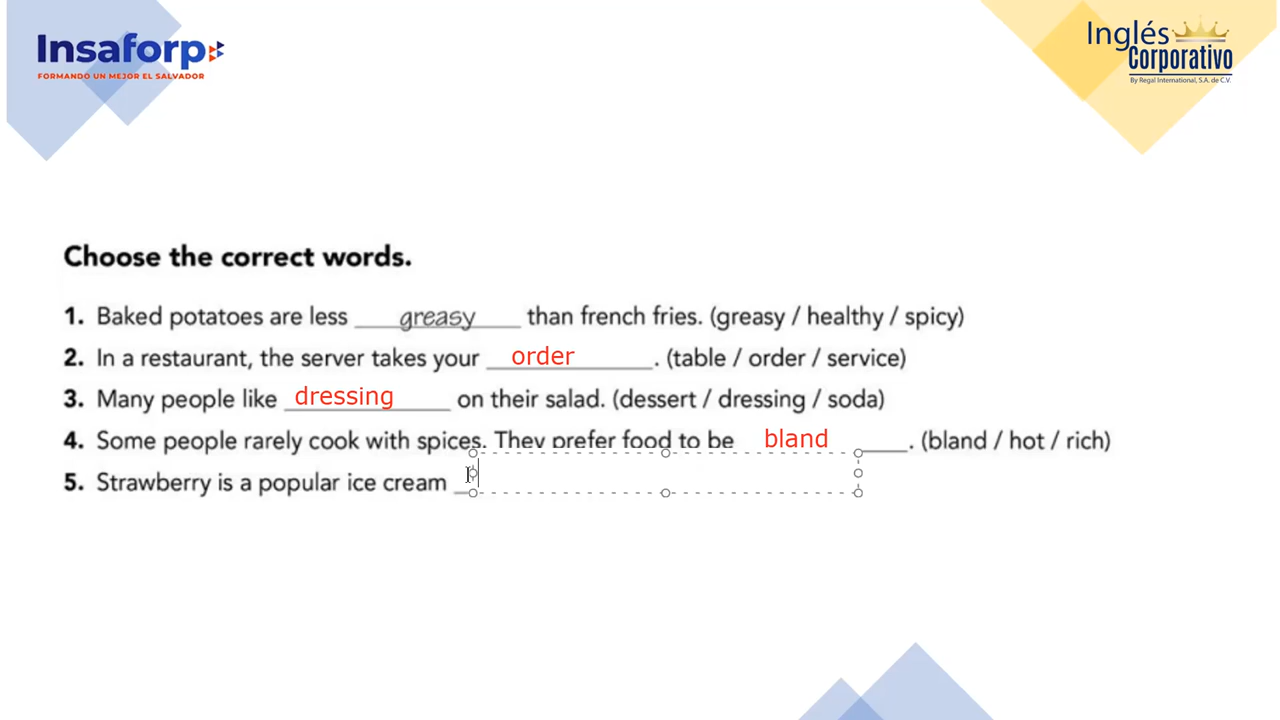 Insaforp
FORMANDO UN MEJOR EL SALVADOR
Inglés
Corporativo
By Regal International, S.A. de C.V.
Choose the correct words.
1. Baked potatoes are less greasy than french fries. (greasy / healthy / spicy)
2. In a restaurant, the server takes your order. (table / order / service)
3. Many people like dressing on their salad. (dessert / dressing / soda)
4. Some people rarely cook with spices. They prefer food to be bland. (bland / hot / rich)
5. Strawberry is a popular ice cream